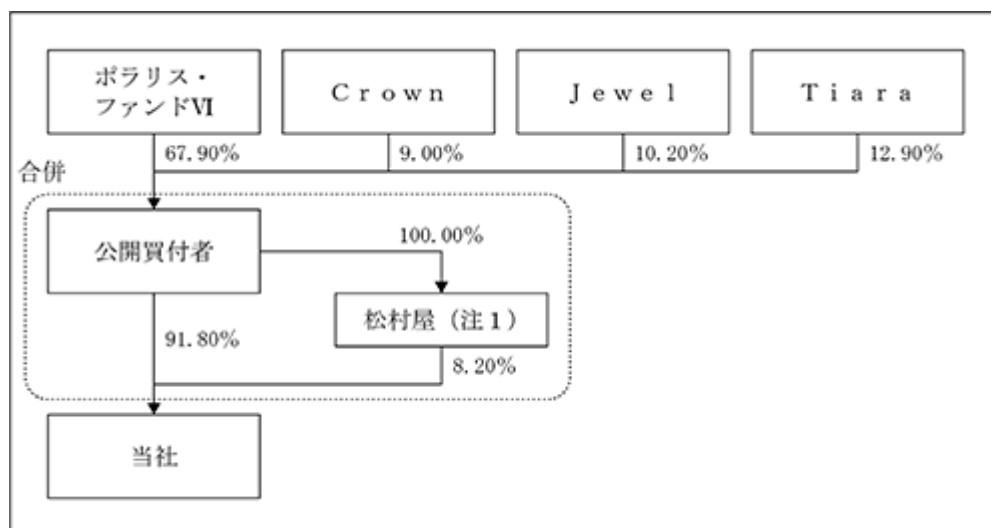 ポラリス・
ファンドⅥ
Ｃｒｏｗｎ
Ｊｅｗｅｌ
Ｔｉａｒａ
67.90%
9.00%
10.20%
12.90%
合併
公開買付者
100.00%
松村屋（注１）
91.80%
8.20%
当社